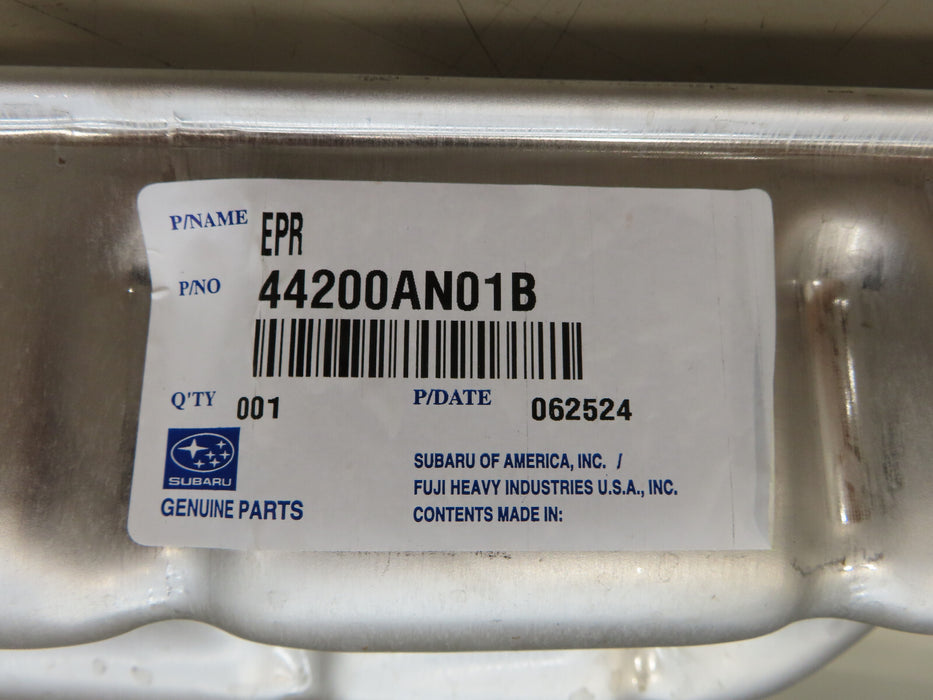 P/NAME EPR
P/NO 44200AN01B
Q'TY 001 P/DATE 062524
SUBARU
GENUINE PARTS
SUBARU OF AMERICA, INC. /
FUJI HEAVY INDUSTRIES U.S.A., INC.
CONTENTS MADE IN: